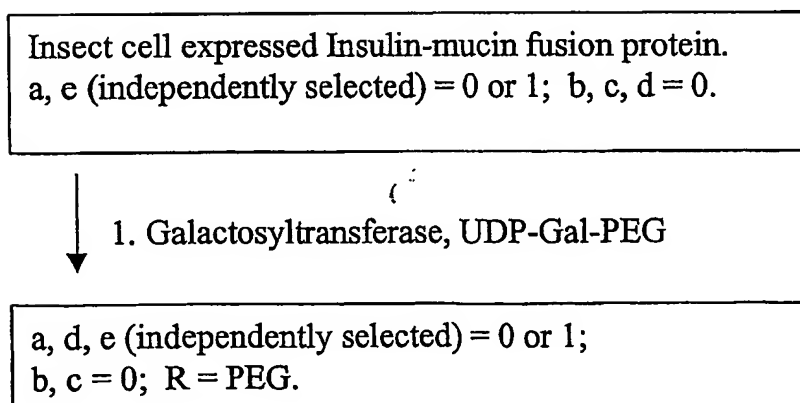 Insect cell expressed Insulin-mucin fusion protein.
a, e (independently selected) = 0 or 1; b, c, d = 0.
1. Galactosyltransferase, UDP-Gal-PEG
a, d, e (independently selected) = 0 or 1;
b, c = 0; R = PEG.